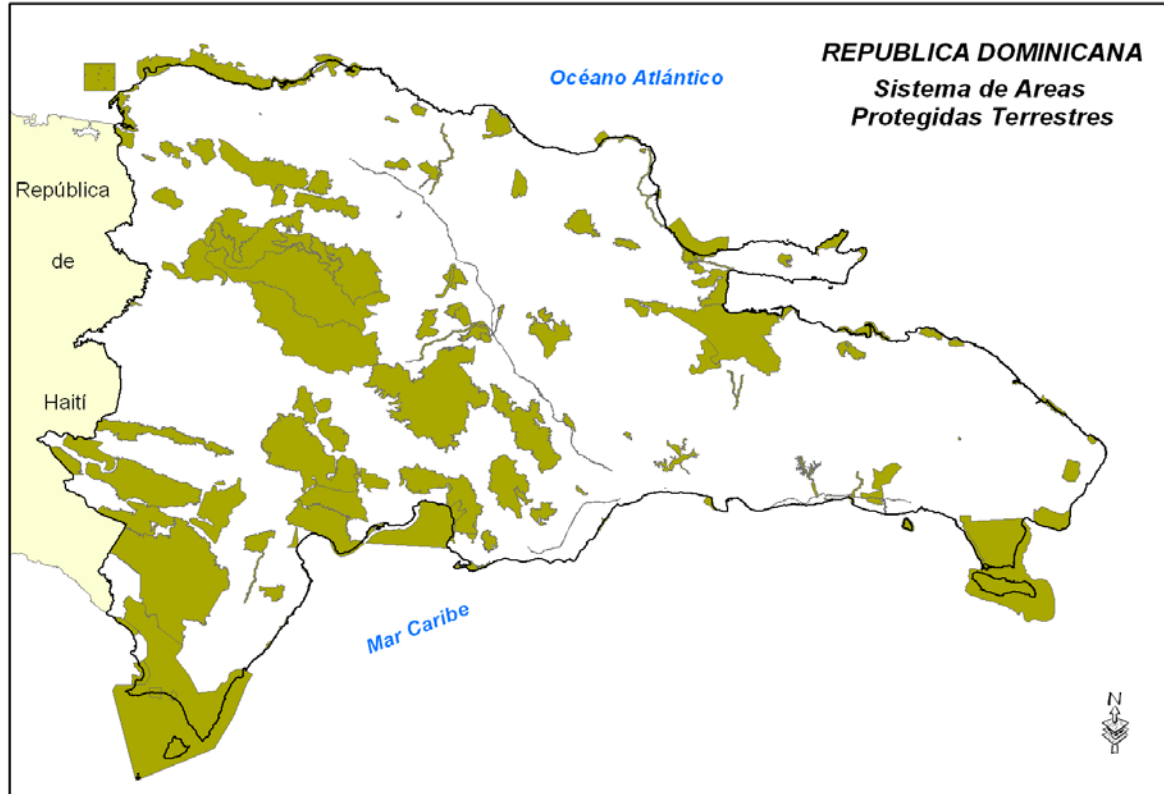 REPUBLICA DOMINICANA
Sistema de Areas
Protegidas Terrestres
Océano Atlántico
República
de
Haití
Mar Caribe
N